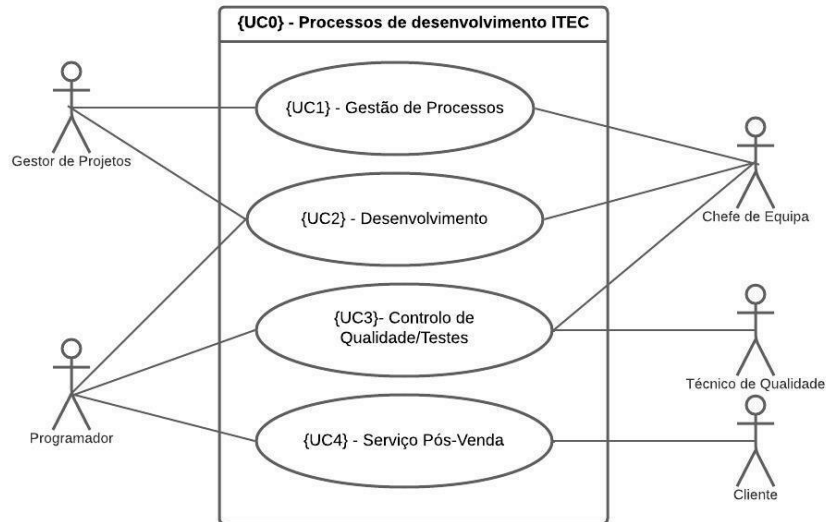 {UC0} - Processos de desenvolvimento ITEC
{UC1} - Gestão de Processos
Gestor de Projetos
Chefe de Equipa
{UC2} - Desenvolvimento
{UC3}- Controlo de
Qualidade/Testes
Técnico de Qualidade
Programador
{UC4} - Serviço Pós-Venda
Cliente